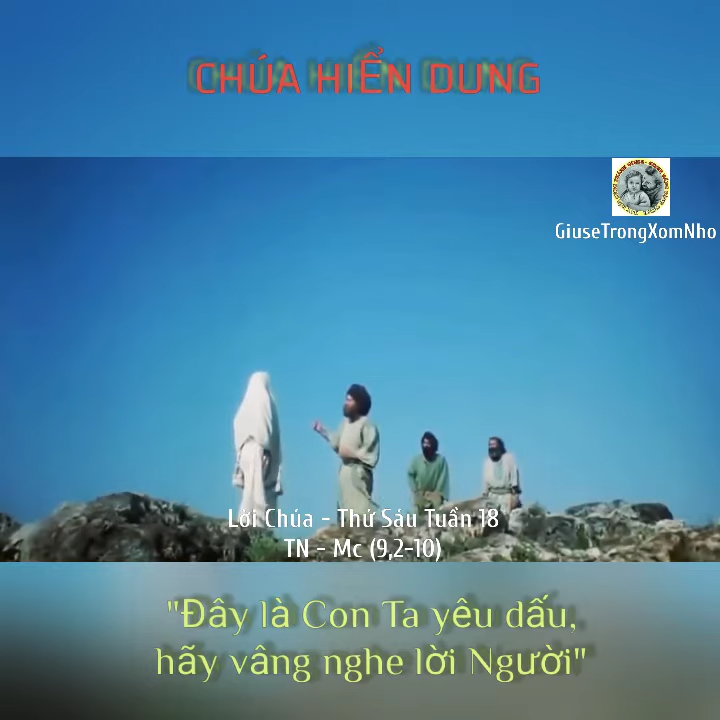 CHÚA HIỂN DUNG
GiuseTrongXomNho
Lời Chúa - Thứ Sáu Tuần 18
TN - Mc (9,2-10)
"Đây là Con Ta yêu dấu,
hãy vâng nghe lời Người"